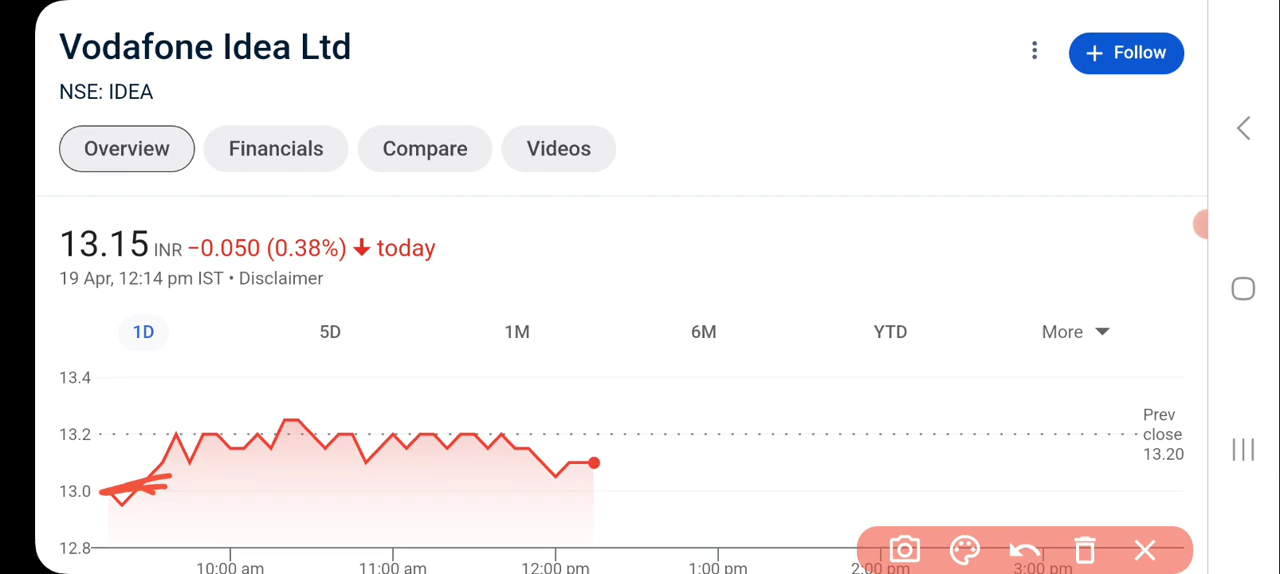 Vodafone Idea Ltd
+ Follow
NSE: IDEA
Overview Financials Compare Videos
13.15 INR −0.050 (0.38%) ↓ today
19 Apr, 12:14 pm IST • Disclaimer
1D 5D 1M 6M YTD More
13.4
Prev
close
13.20
13.2
13.0
12.8
10:00 am 11:00 am 12:00 pm 1:00 pm 2:00 pm 3:00 pm